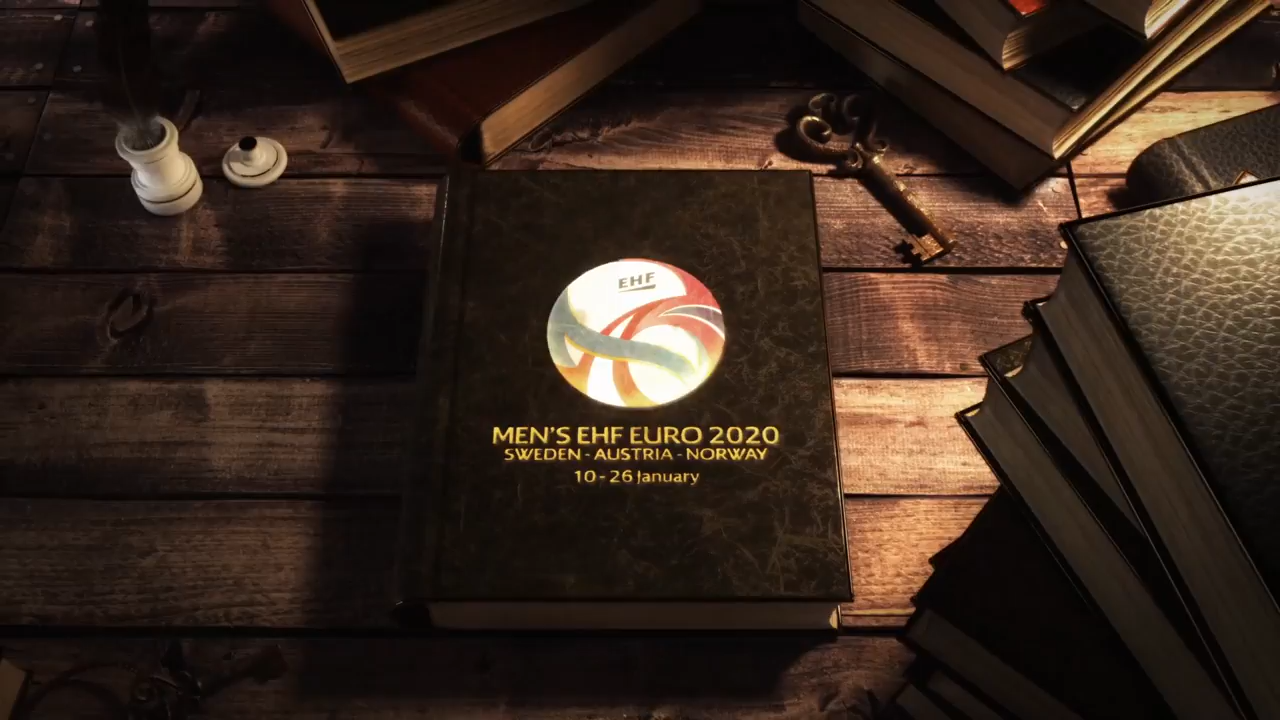 EHF
MEN'S EHF EURO 2020
SWEDEN - AUSTRIA - NORWAY
10 - 26 January